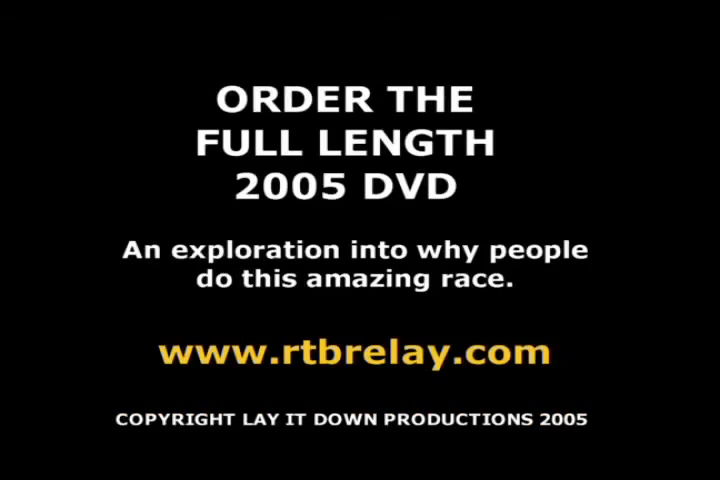 ORDER THE
FULL LENGTH
2005 DVD
An exploration into why people
do this amazing race.
www.rtbrelay.com
COPYRIGHT LAY IT DOWN PRODUCTIONS 2005